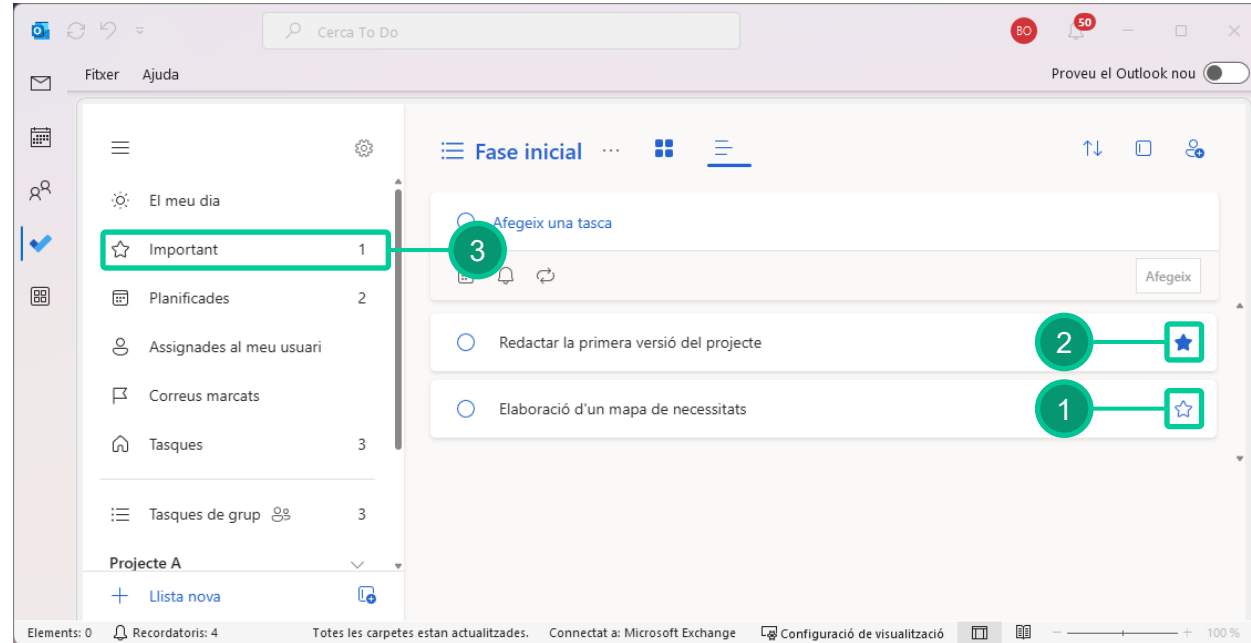 Cerca To Do
BO
50
Fitxer Ajuda
Proveu el Outlook nou
Fase inicial ...
El meu dia
Afegeix una tasca
Important 1
3
Afegeix
Planificades 2
Redactar la primera versió del projecte
2
Assignades al meu usuari
Correus marcats
Elaboració d'un mapa de necessitats
1
Tasques 3
Tasques de grup 3
Projecte A
Llista nova
Elements: 0 Recordatoris: 4 Totes les carpetes estan actualitzades. Connectat a: Microsoft Exchange Configuració de visualització 100 %